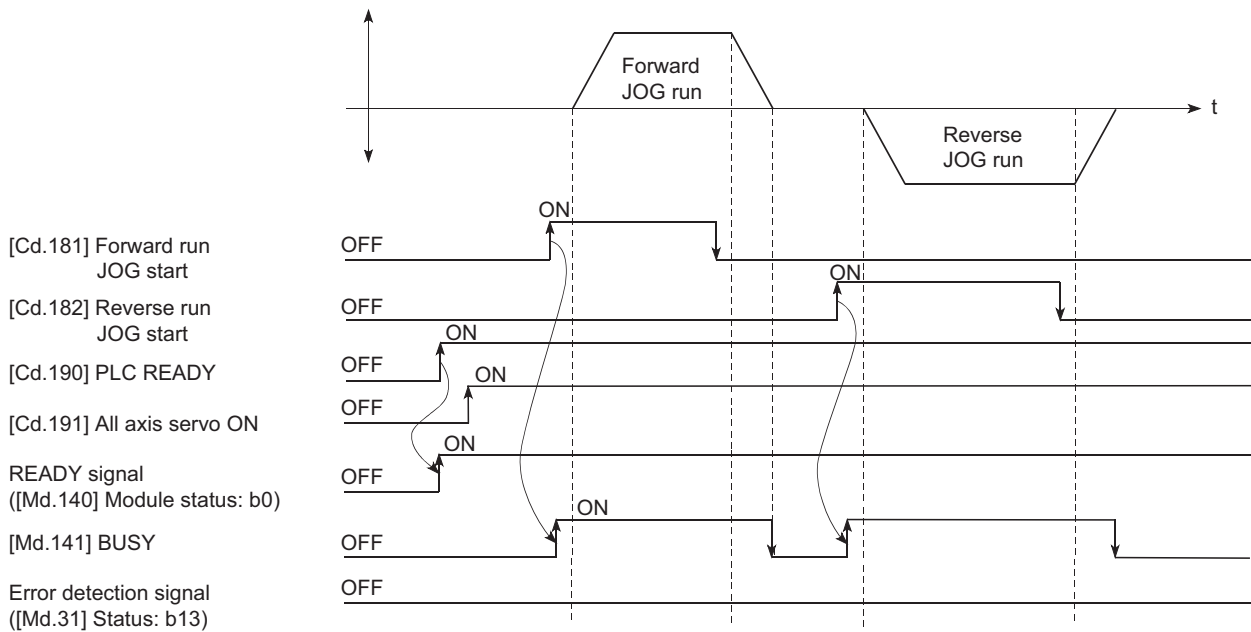 Forward
JOG run
t
Reverse
JOG run
ON
[Cd.181] Forward run
JOG start
OFF
ON
[Cd.182] Reverse run
JOG start
OFF
ON
[Cd.190] PLC READY
OFF
ON
[Cd.191] All axis servo ON
OFF
ON
READY signal
([Md.140] Module status: b0)
OFF
ON
[Md.141] BUSY
OFF
Error detection signal
([Md.31] Status: b13)
OFF